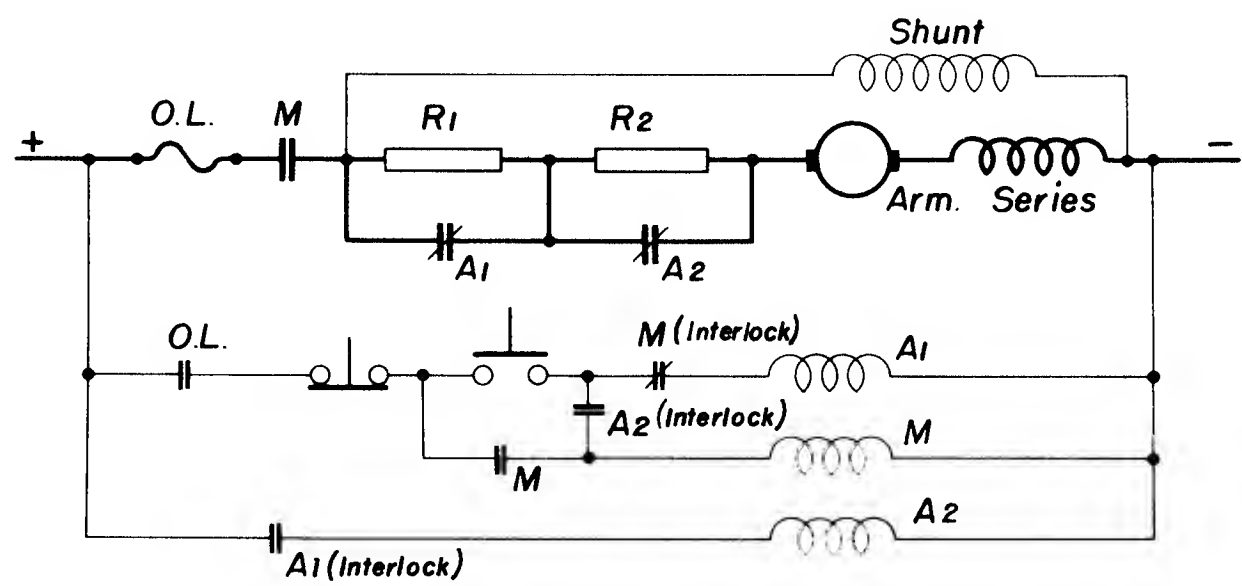 Shunt
O.L.
M
R1
R2
+
−
Arm.
Series
A1
A2
O.L.
M (Interlock)
A1
A2 (Interlock)
M
M
A2
A1 (Interlock)